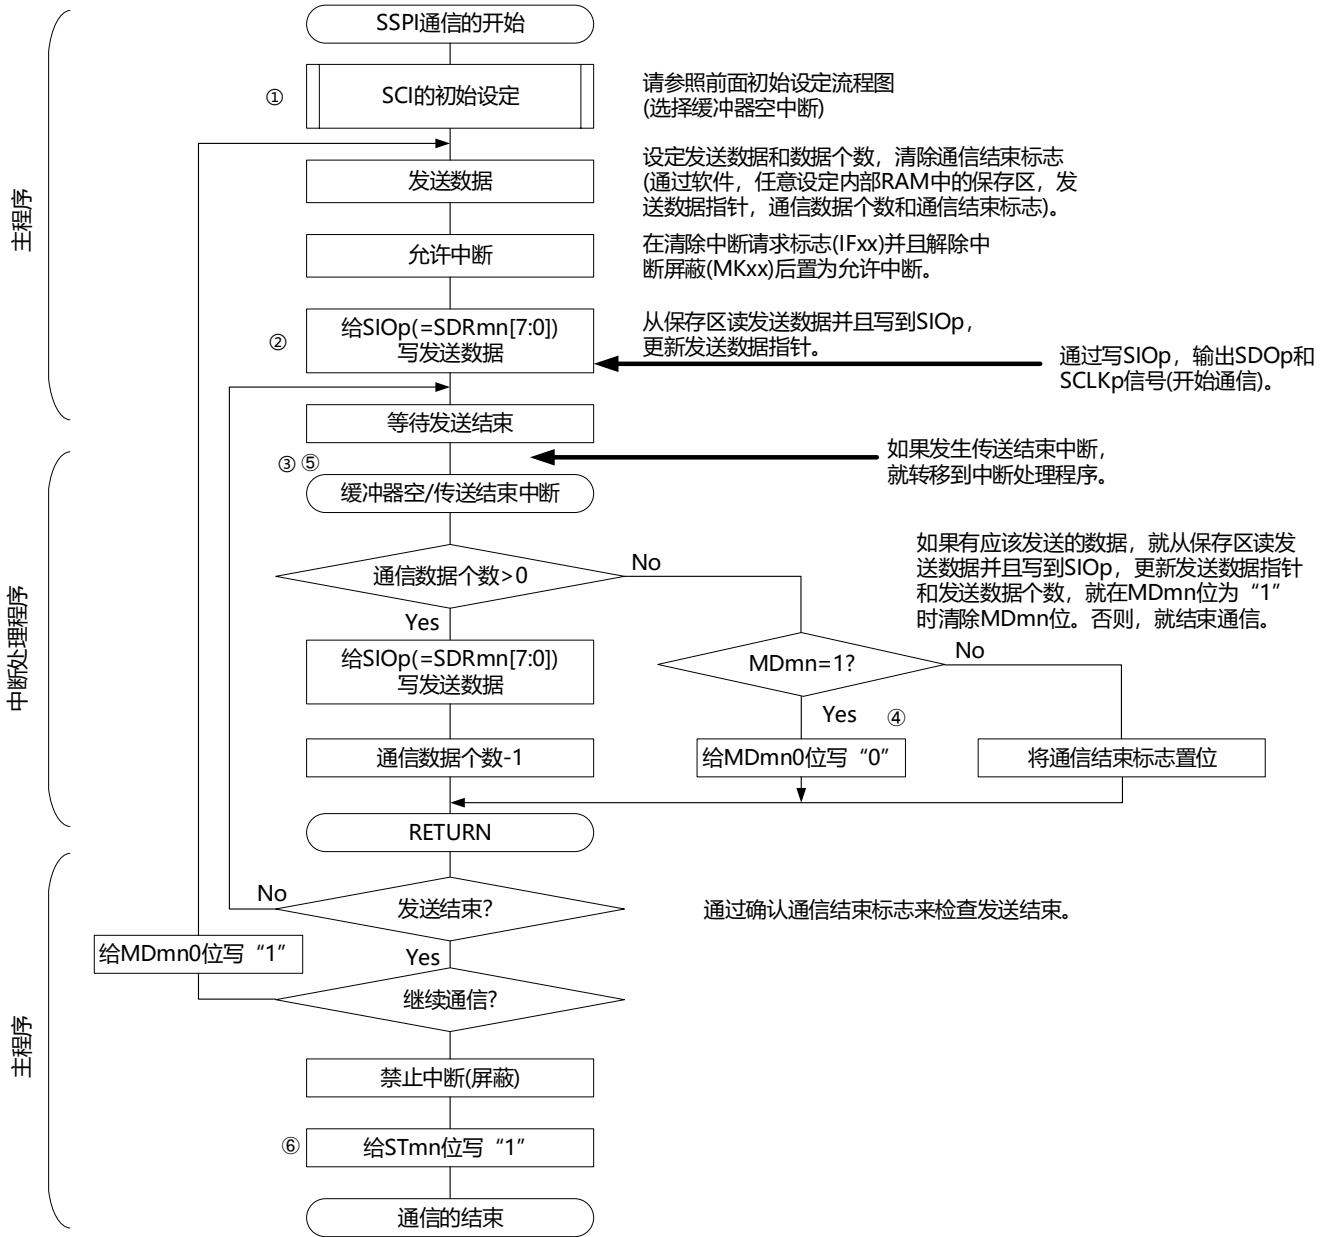 SSPI通信的开始
①
SCI的初始设定
请参照前面初始设定流程图
(选择缓冲器空中断)
主程序
发送数据
设定发送数据和数据个数，清除通信结束标志
(通过软件，任意设定内部RAM中的保存区，发
送数据指针，通信数据个数和通信结束标志)。
允许中断
在清除中断请求标志(IFxx)并且解除中
断屏蔽(MKxx)后置为允许中断。
②
给SIOp(=SDRmn[7:0])
写发送数据
从保存区读发送数据并且写到SIOp，
更新发送数据指针。
通过写SIOp，输出SDOp和
SCLKp信号(开始通信)。
等待发送结束
如果发生传送结束中断，
就转移到中断处理程序。
③ ⑤
缓冲器空/传送结束中断
中断处理程序
通信数据个数>0
No
Yes
如果有应该发送的数据，就从保存区读发
送数据并且写到SIOp，更新发送数据指针
和发送数据个数，就在MDmn位为“1”
时清除MDmn位。否则，就结束通信。
给SIOp(=SDRmn[7:0])
写发送数据
MDmn=1?
No
Yes
④
通信数据个数-1
给MDmn0位写“0”
将通信结束标志置位
RETURN
No
发送结束?
通过确认通信结束标志来检查发送结束。
给MDmn0位写“1”
Yes
继续通信?
主程序
禁止中断(屏蔽)
⑥
给STmn位写“1”
通信的结束